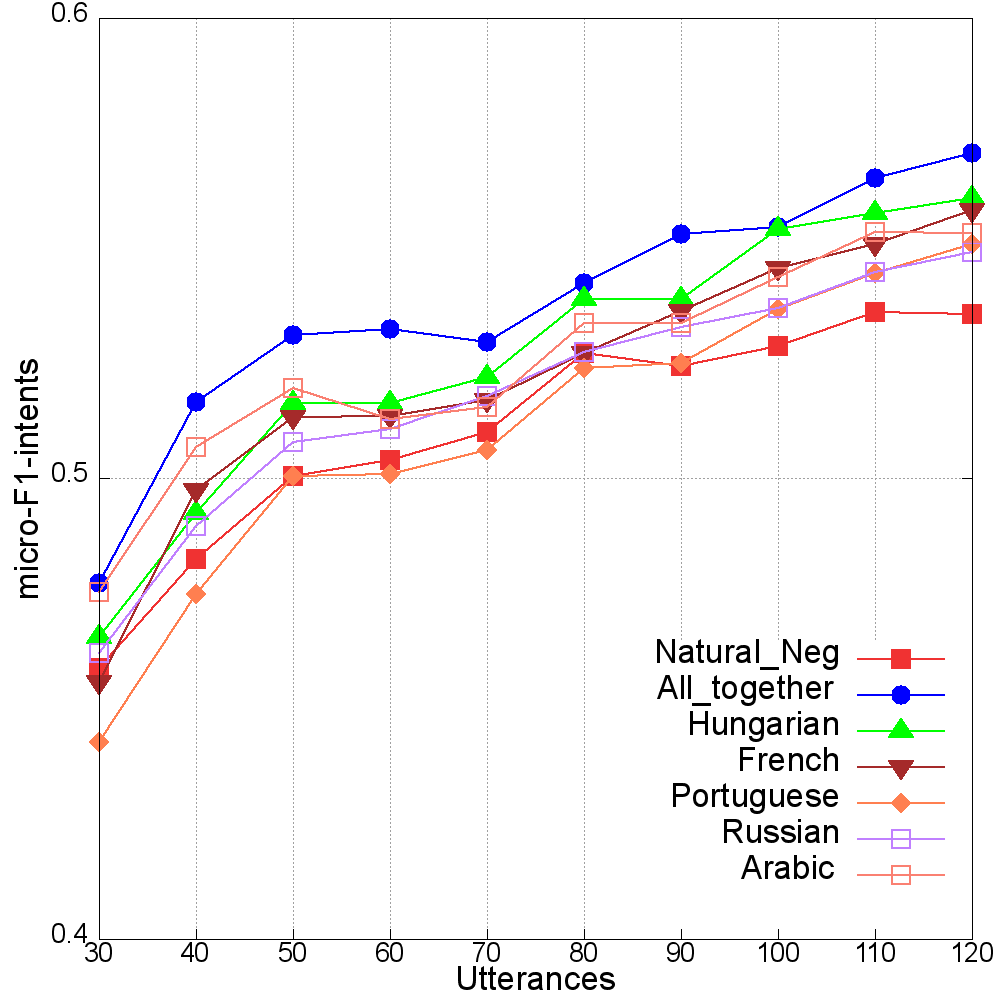 0.6
0.5
0.4
micro-F1-intents
Natural_Neg
All_together
Hungarian
French
Portuguese
Russian
Arabic
30 40 50 60 70 80 90 100 110 120
Utterances